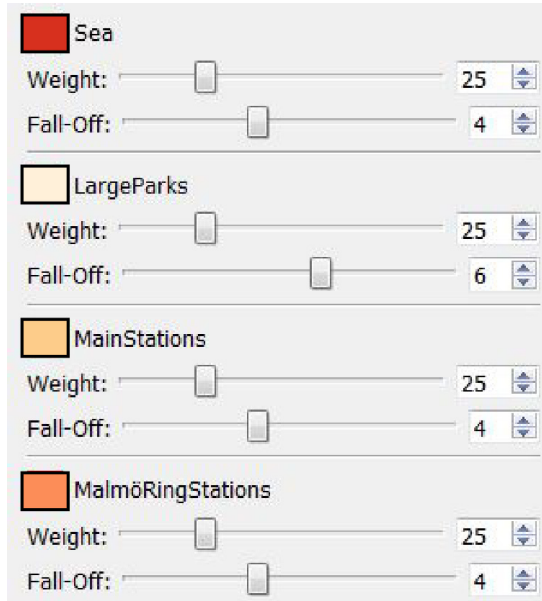 Sea
Weight: 25
Fall-Off: 4
LargeParks
Weight: 25
Fall-Off: 6
MainStations
Weight: 25
Fall-Off: 4
MalmöRingStations
Weight: 25
Fall-Off: 4